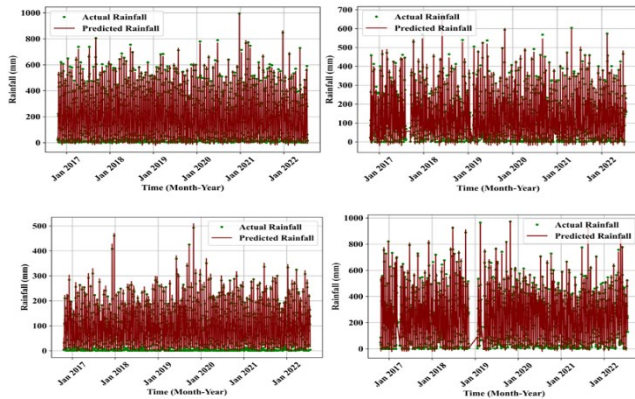 Actual Rainfall
Predicted Rainfall
1000
800
600
400
200
0
Rainfall (mm)
Jan 2017
Jan 2018
Jan 2019
Jan 2020
Jan 2021
Jan 2022
Time (Month-Year)
Actual Rainfall
Predicted Rainfall
700
600
500
400
300
200
100
0
Rainfall (mm)
Jan 2017
Jan 2018
Jan 2019
Jan 2020
Jan 2021
Jan 2022
Time (Month-Year)
Actual Rainfall
Predicted Rainfall
500
400
300
200
100
0
Rainfall (mm)
Jan 2017
Jan 2018
Jan 2019
Jan 2020
Jan 2021
Jan 2022
Time (Month-Year)
Actual Rainfall
Predicted Rainfall
1000
800
600
400
200
0
Rainfall (mm)
Jan 2017
Jan 2018
Jan 2019
Jan 2020
Jan 2021
Jan 2022
Time (Month-Year)